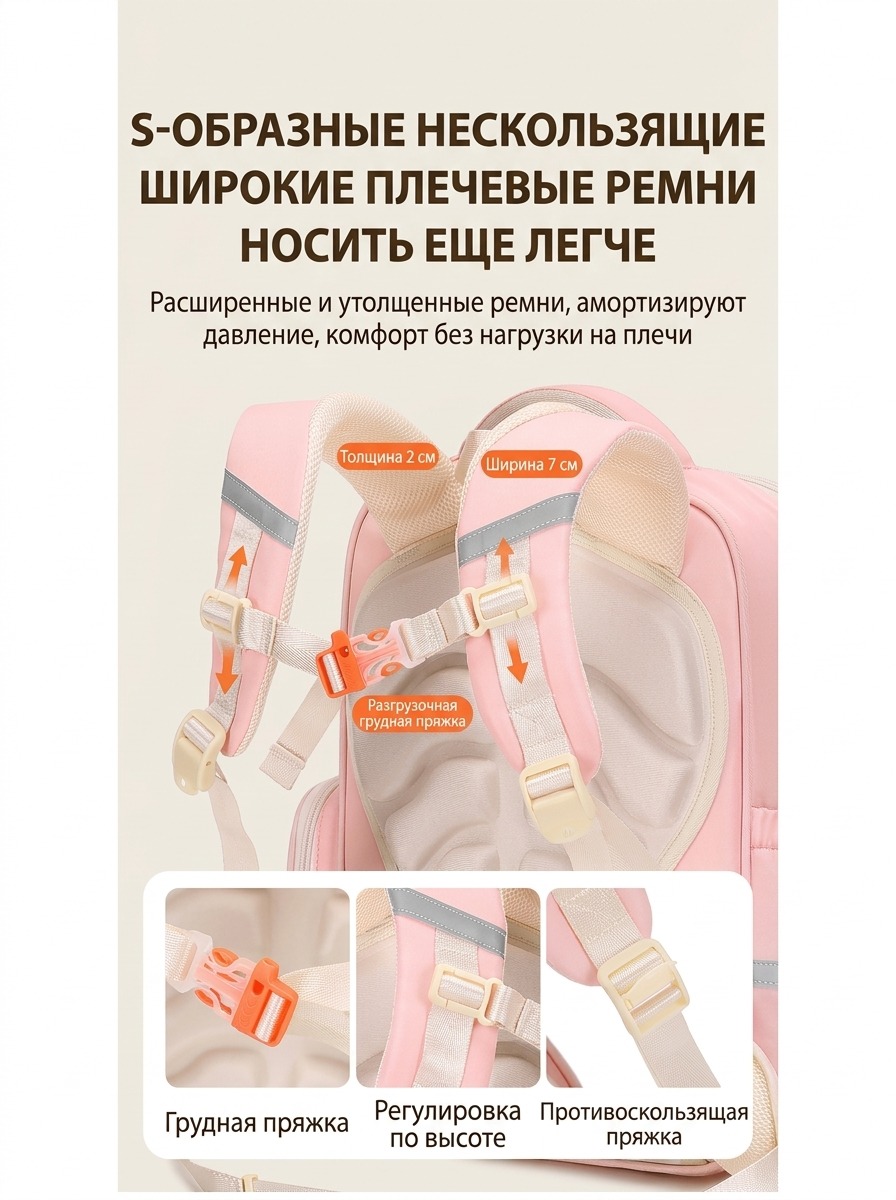 S-ОБРАЗНЫЕ НЕСКОЛЬЗЯЩИЕ
ШИРОКИЕ ПЛЕЧЕВЫЕ РЕМНИ
НОСИТЬ ЕЩЕ ЛЕГЧЕ
Расширенные и утолщенные ремни, амортизируют
давление, комфорт без нагрузки на плечи
Толщина 2 см
Ширина 7 см
Разгрузочная
грудная пряжка
Грудная пряжка
Регулировка
по высоте
Противоскользящая
пряжка